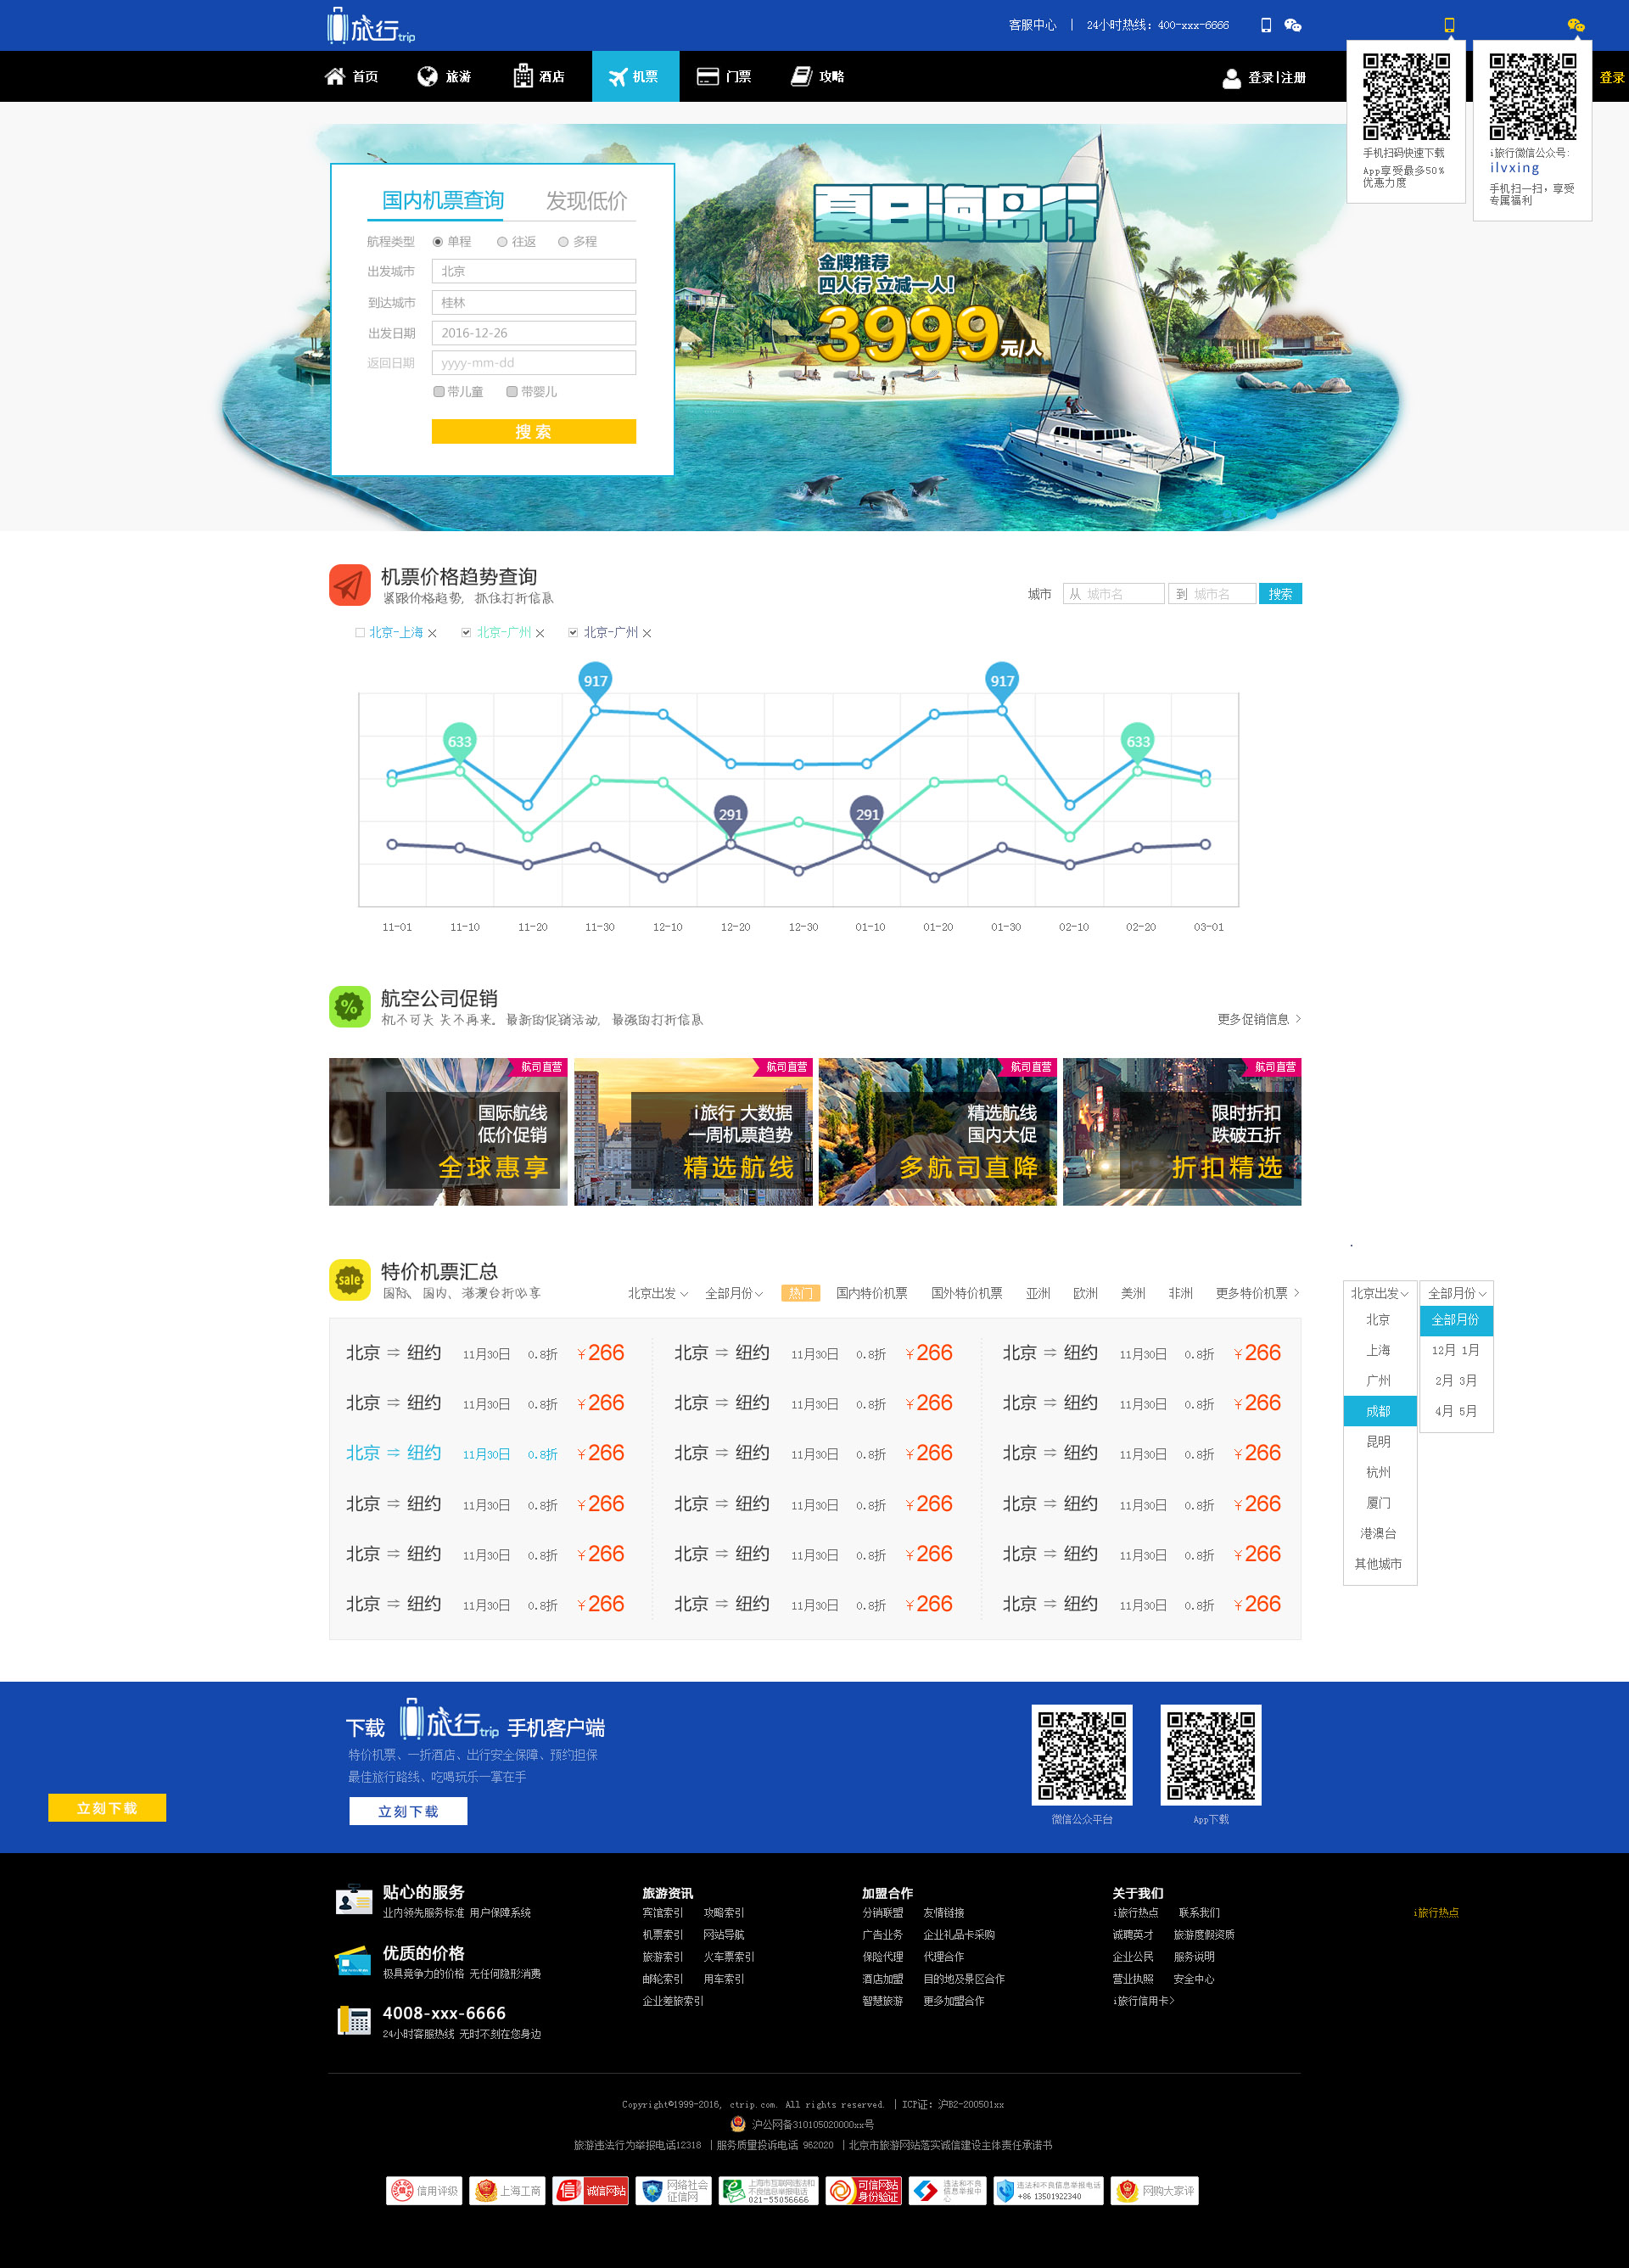 旅行trip
客服中心 | 24小时热线：400-xxx-6666
首页 旅游 酒店 机票 门票 攻略
登录|注册
登录
手机扫码快速下载
App享受最多50%
优惠力度
i旅行微信公众号：
ilvxing
手机扫一扫，享受
专属福利
国内机票查询 发现低价
航程类型 单程 往返 多程
出发城市 北京
到达城市 桂林
出发日期 2016-12-26
返回日期 yyyy-mm-dd
带儿童 带婴儿
搜索
夏日海岛行
金牌推荐
四人行 立减一人!
3999元/人
机票价格趋势查询
紧跟价格趋势，抓住打折信息
城市 从 城市名 到 城市名 搜索
北京-上海 北京-广州 北京-广州
917 917
633 633
291 291
11-01 11-10 11-20 11-30 12-10 12-20 12-30 01-10 01-20 01-30 02-10 02-20 03-01
航空公司促销
机不可失 失不再来，最新的促销活动，最强的打折信息
更多促销信息
航司直营
国际航线
低价促销
全球惠享
航司直营
i旅行 大数据
一周机票趋势
精选航线
航司直营
精选航线
国内大促
多航司直降
航司直营
限时折扣
跌破五折
折扣精选
sale
特价机票汇总
国际、国内、港澳台折必享
北京出发 全部月份 热门 国内特价机票 国外特价机票 亚洲 欧洲 美洲 非洲 更多特价机票
北京 ⇒ 纽约 11月30日 0.8折 ¥266 北京 ⇒ 纽约 11月30日 0.8折 ¥266 北京 ⇒ 纽约 11月30日 0.8折 ¥266
北京 ⇒ 纽约 11月30日 0.8折 ¥266 北京 ⇒ 纽约 11月30日 0.8折 ¥266 北京 ⇒ 纽约 11月30日 0.8折 ¥266
北京 ⇒ 纽约 11月30日 0.8折 ¥266 北京 ⇒ 纽约 11月30日 0.8折 ¥266 北京 ⇒ 纽约 11月30日 0.8折 ¥266
北京 ⇒ 纽约 11月30日 0.8折 ¥266 北京 ⇒ 纽约 11月30日 0.8折 ¥266 北京 ⇒ 纽约 11月30日 0.8折 ¥266
北京 ⇒ 纽约 11月30日 0.8折 ¥266 北京 ⇒ 纽约 11月30日 0.8折 ¥266 北京 ⇒ 纽约 11月30日 0.8折 ¥266
北京 ⇒ 纽约 11月30日 0.8折 ¥266 北京 ⇒ 纽约 11月30日 0.8折 ¥266 北京 ⇒ 纽约 11月30日 0.8折 ¥266
北京出发
北京
上海
广州
成都
昆明
杭州
厦门
港澳台
其他城市
全部月份
全部月份
12月 1月
2月 3月
4月 5月
下载 旅行trip 手机客户端
特价机票、一折酒店、出行安全保障、预约担保
最佳旅行路线、吃喝玩乐一掌在手
立刻下载
立刻下载
微信公众平台 App下载
贴心的服务
业内领先服务标准 用户保障系统
优质的价格
极具竞争力的价格 无任何隐形消费
4008-xxx-6666
24小时客服热线 无时不刻在您身边
旅游资讯
宾馆索引 攻略索引
机票索引 网站导航
旅游索引 火车票索引
邮轮索引 用车索引
企业差旅索引
加盟合作
分销联盟 友情链接
广告业务 企业礼品卡采购
保险代理 代理合作
酒店加盟 目的地及景区合作
智慧旅游 更多加盟合作
关于我们
i旅行热点 联系我们
诚聘英才 旅游度假资质
企业公民 服务说明
营业执照 安全中心
i旅行信用卡>
i旅行热点
Copyright©1999-2016, ctrip.com. All rights reserved. | ICP证：沪B2-200501xx
沪公网备310105020000xx号
旅游违法行为举报电话12318 |服务质量投诉电话 962020 |北京市旅游网站落实诚信建设主体责任承诺书
信用评级
上海工商
诚信网站
网络社会
征信网
上海市互联网违法和
不良信息举报电话
021-55056666
可信网站
身份验证
违法和不良
信息举报中
心
违法和不良信息举报电话
+86 13501922340
网购大家评